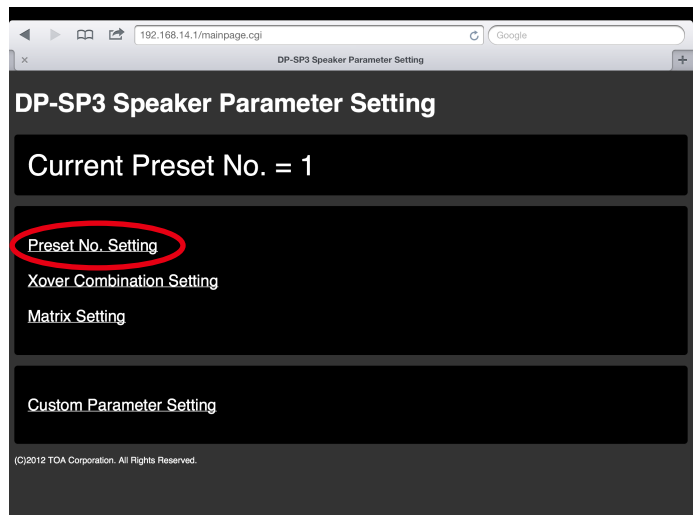 192.168.14.1/mainpage.cgi
Google
DP-SP3 Speaker Parameter Setting
DP-SP3 Speaker Parameter Setting
Current Preset No. = 1
Preset No. Setting
Xover Combination Setting
Matrix Setting
Custom Parameter Setting
(C)2012 TOA Corporation. All Rights Reserved.